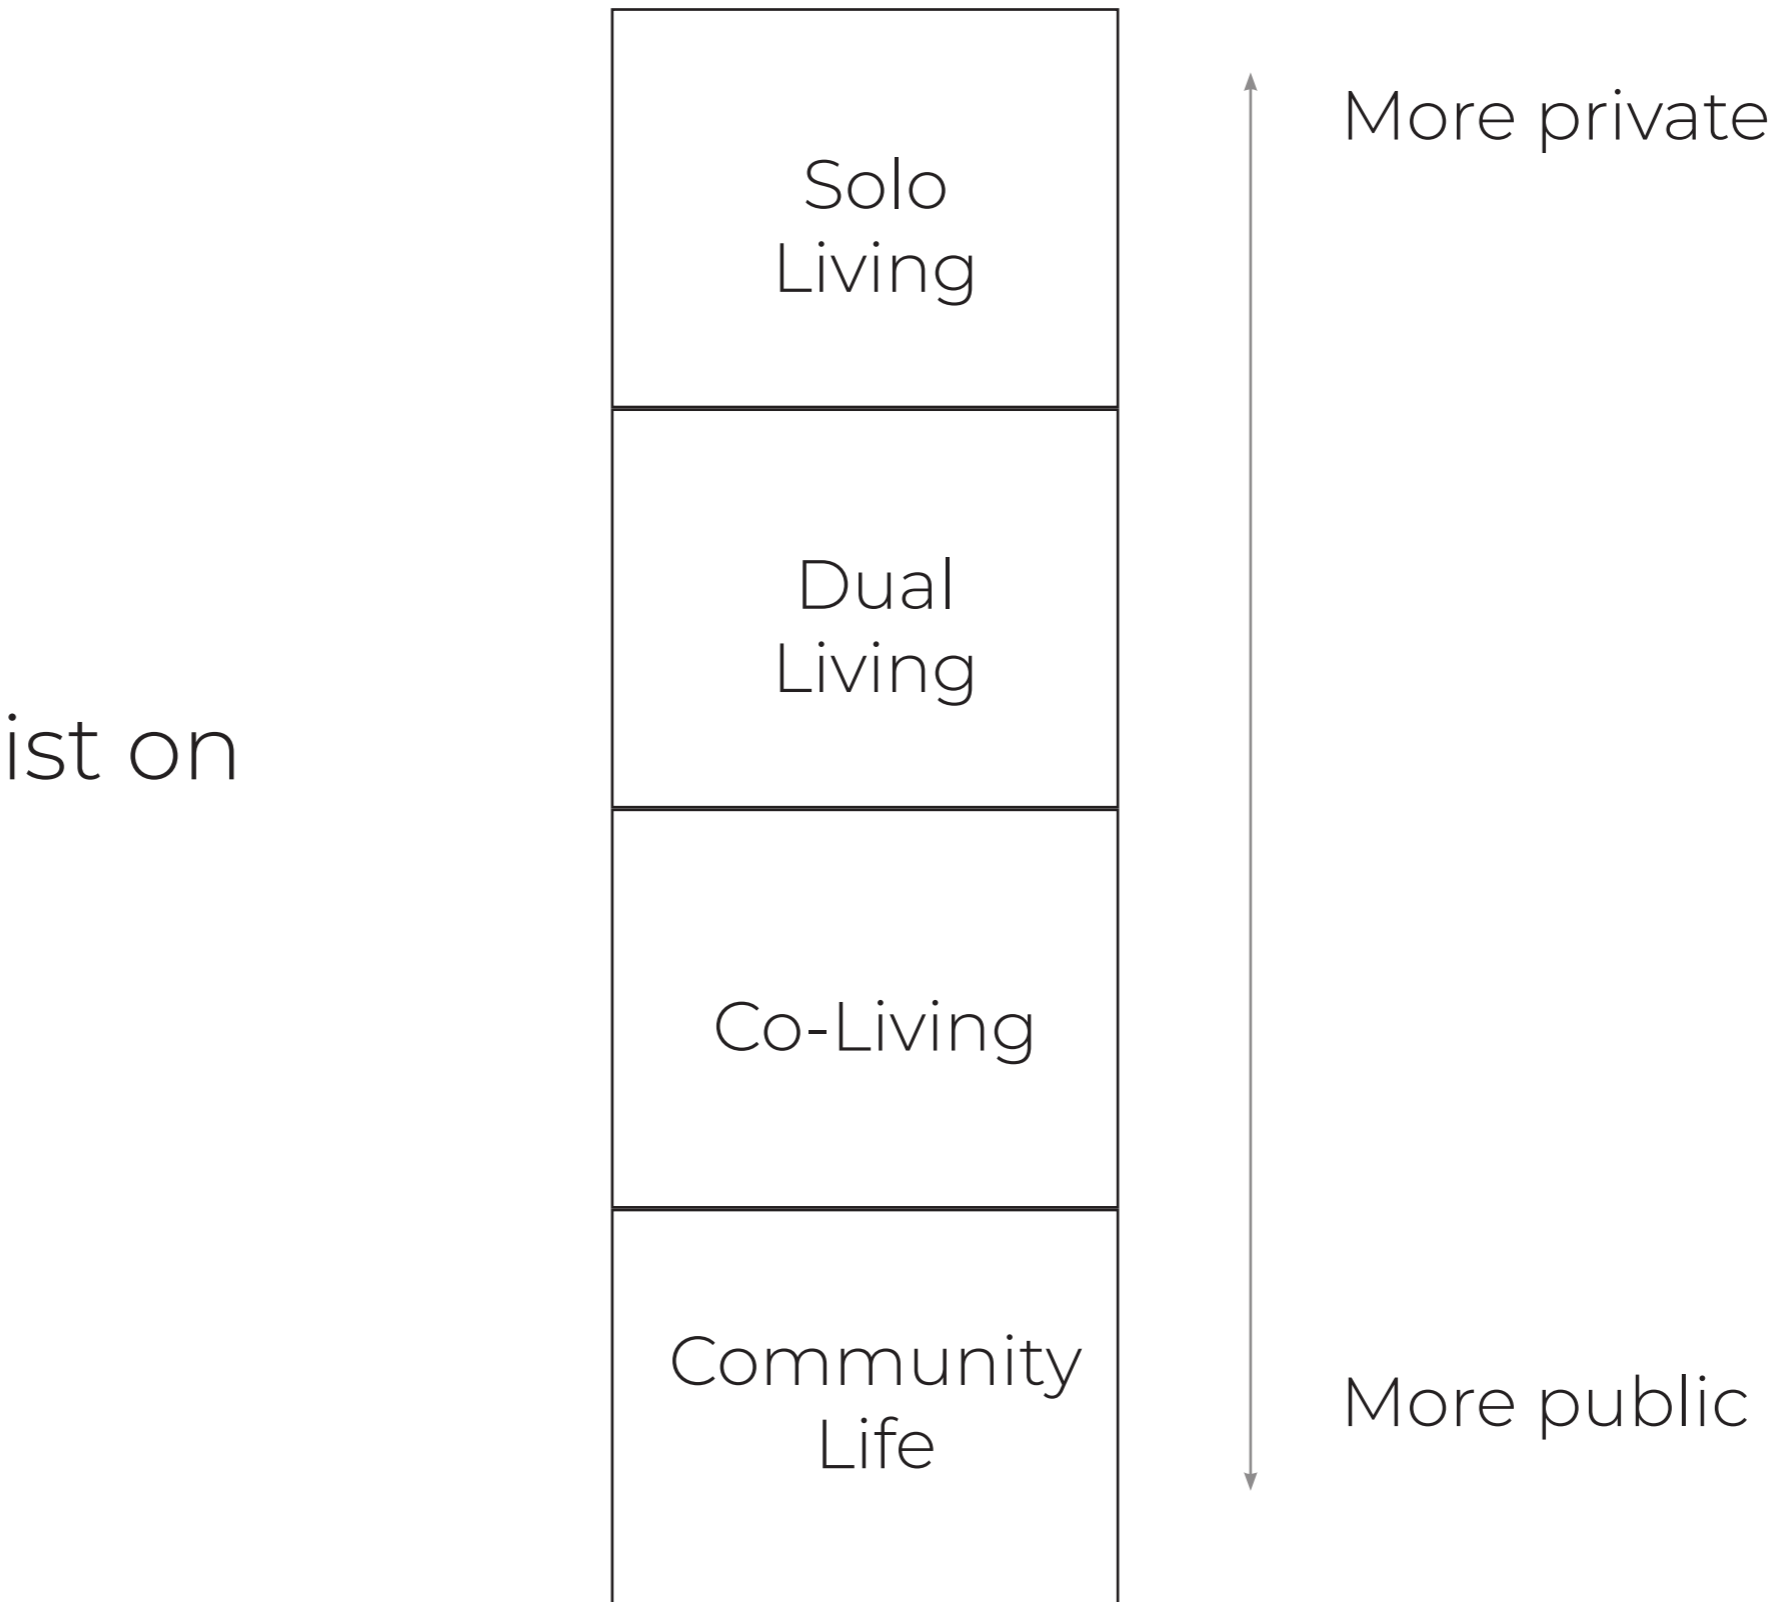 ist on
Solo
Living
Dual
Living
Co-Living
Community
Life
More private
More public